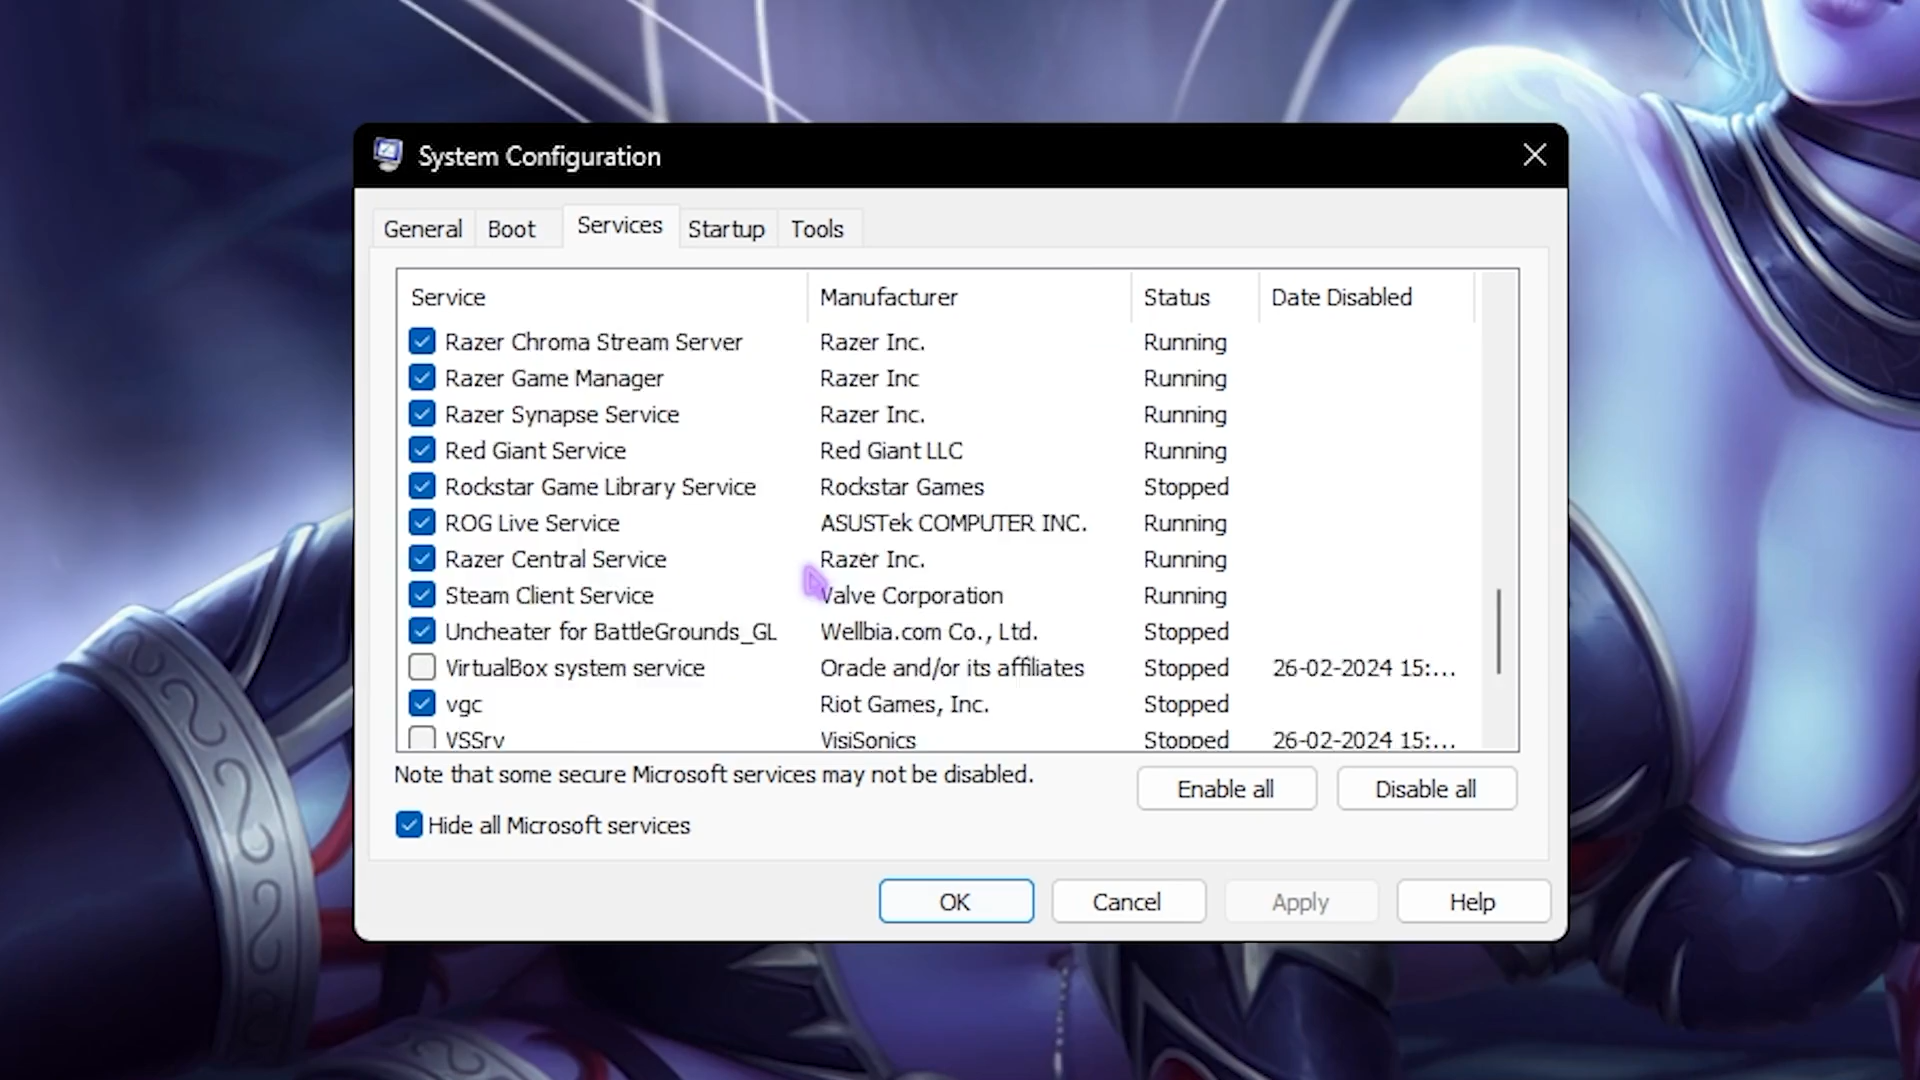 System Configuration
General Boot Services Startup Tools
Service Manufacturer Status Date Disabled
Razer Chroma Stream Server Razer Inc. Running
Razer Game Manager Razer Inc Running
Razer Synapse Service Razer Inc. Running
Red Giant Service Red Giant LLC Running
Rockstar Game Library Service Rockstar Games Stopped
ROG Live Service ASUSTek COMPUTER INC. Running
Razer Central Service Razer Inc. Running
Steam Client Service Valve Corporation Running
Uncheater for BattleGrounds_GL Wellbia.com Co., Ltd. Stopped
VirtualBox system service Oracle and/or its affiliates Stopped 26-02-2024 15:...
vgc Riot Games, Inc. Stopped
VSSrv VisiSonics Stopped 26-02-2024 15:...
Note that some secure Microsoft services may not be disabled.
Enable all Disable all
Hide all Microsoft services
OK Cancel Apply Help